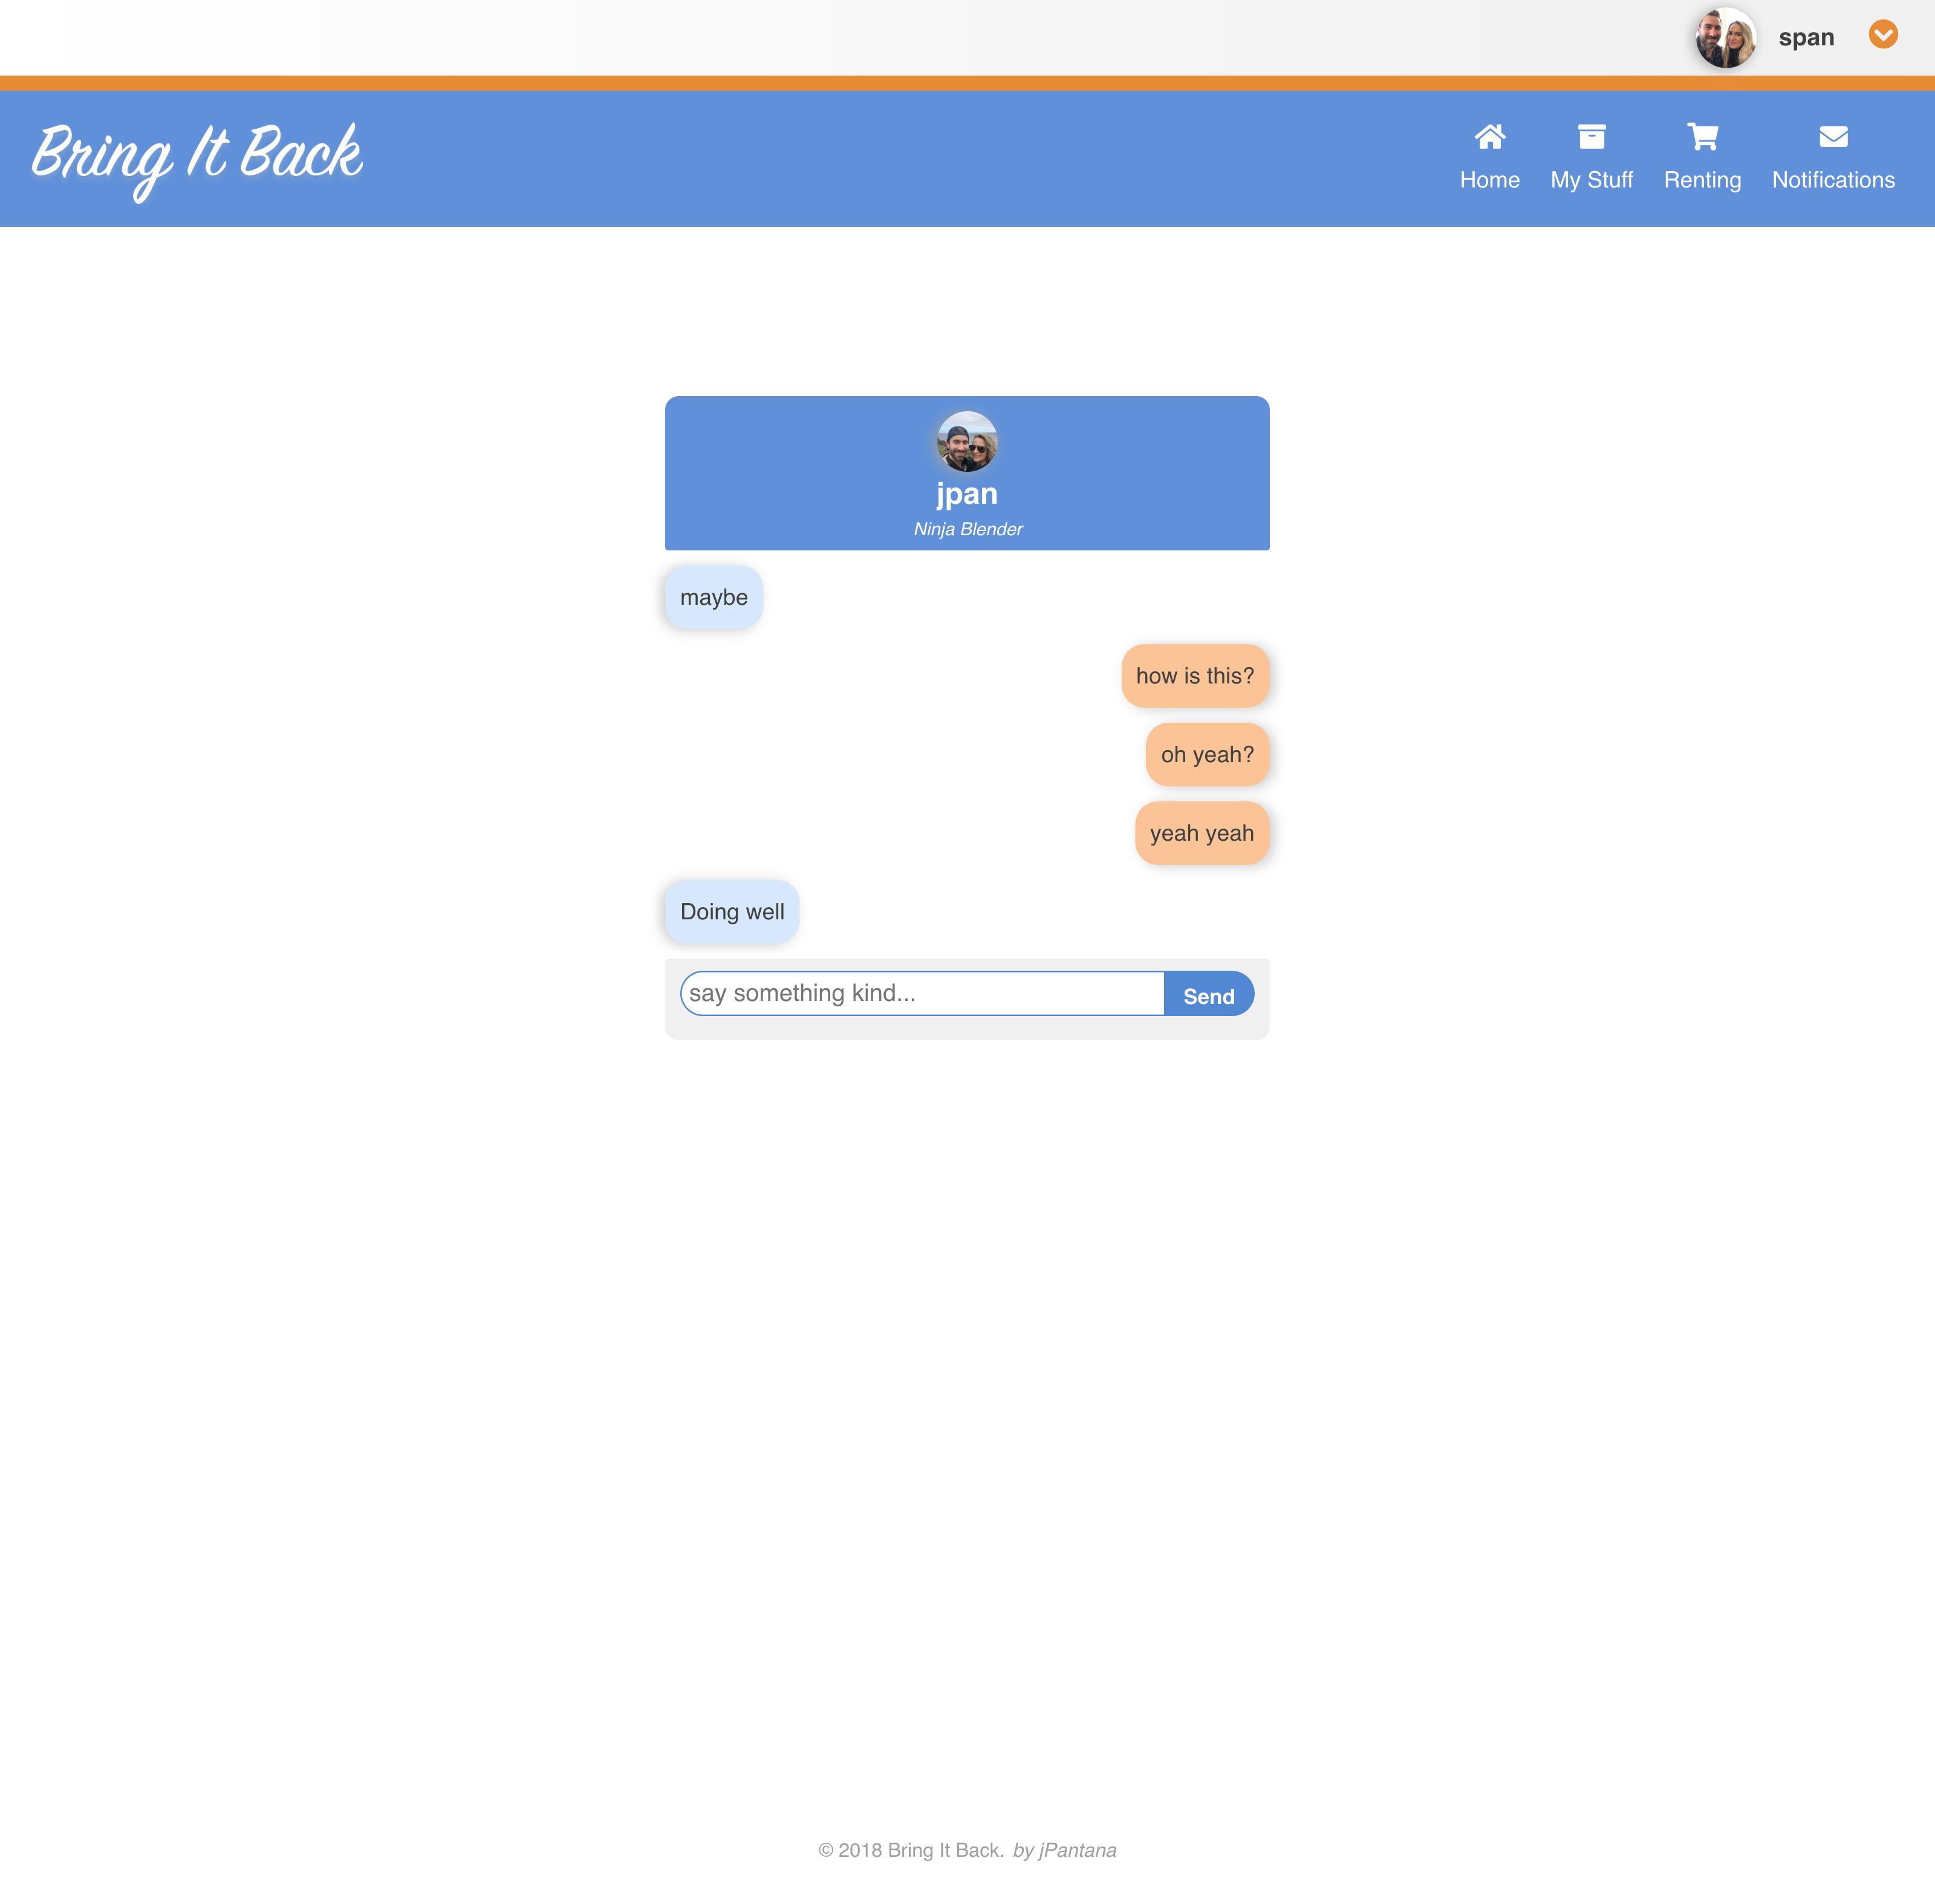 span
Bring It Back
Home My Stuff Renting Notifications
jpan
Ninja Blender
maybe
how is this?
oh yeah?
yeah yeah
Doing well
say something kind...
Send
© 2018 Bring It Back. by jPantana